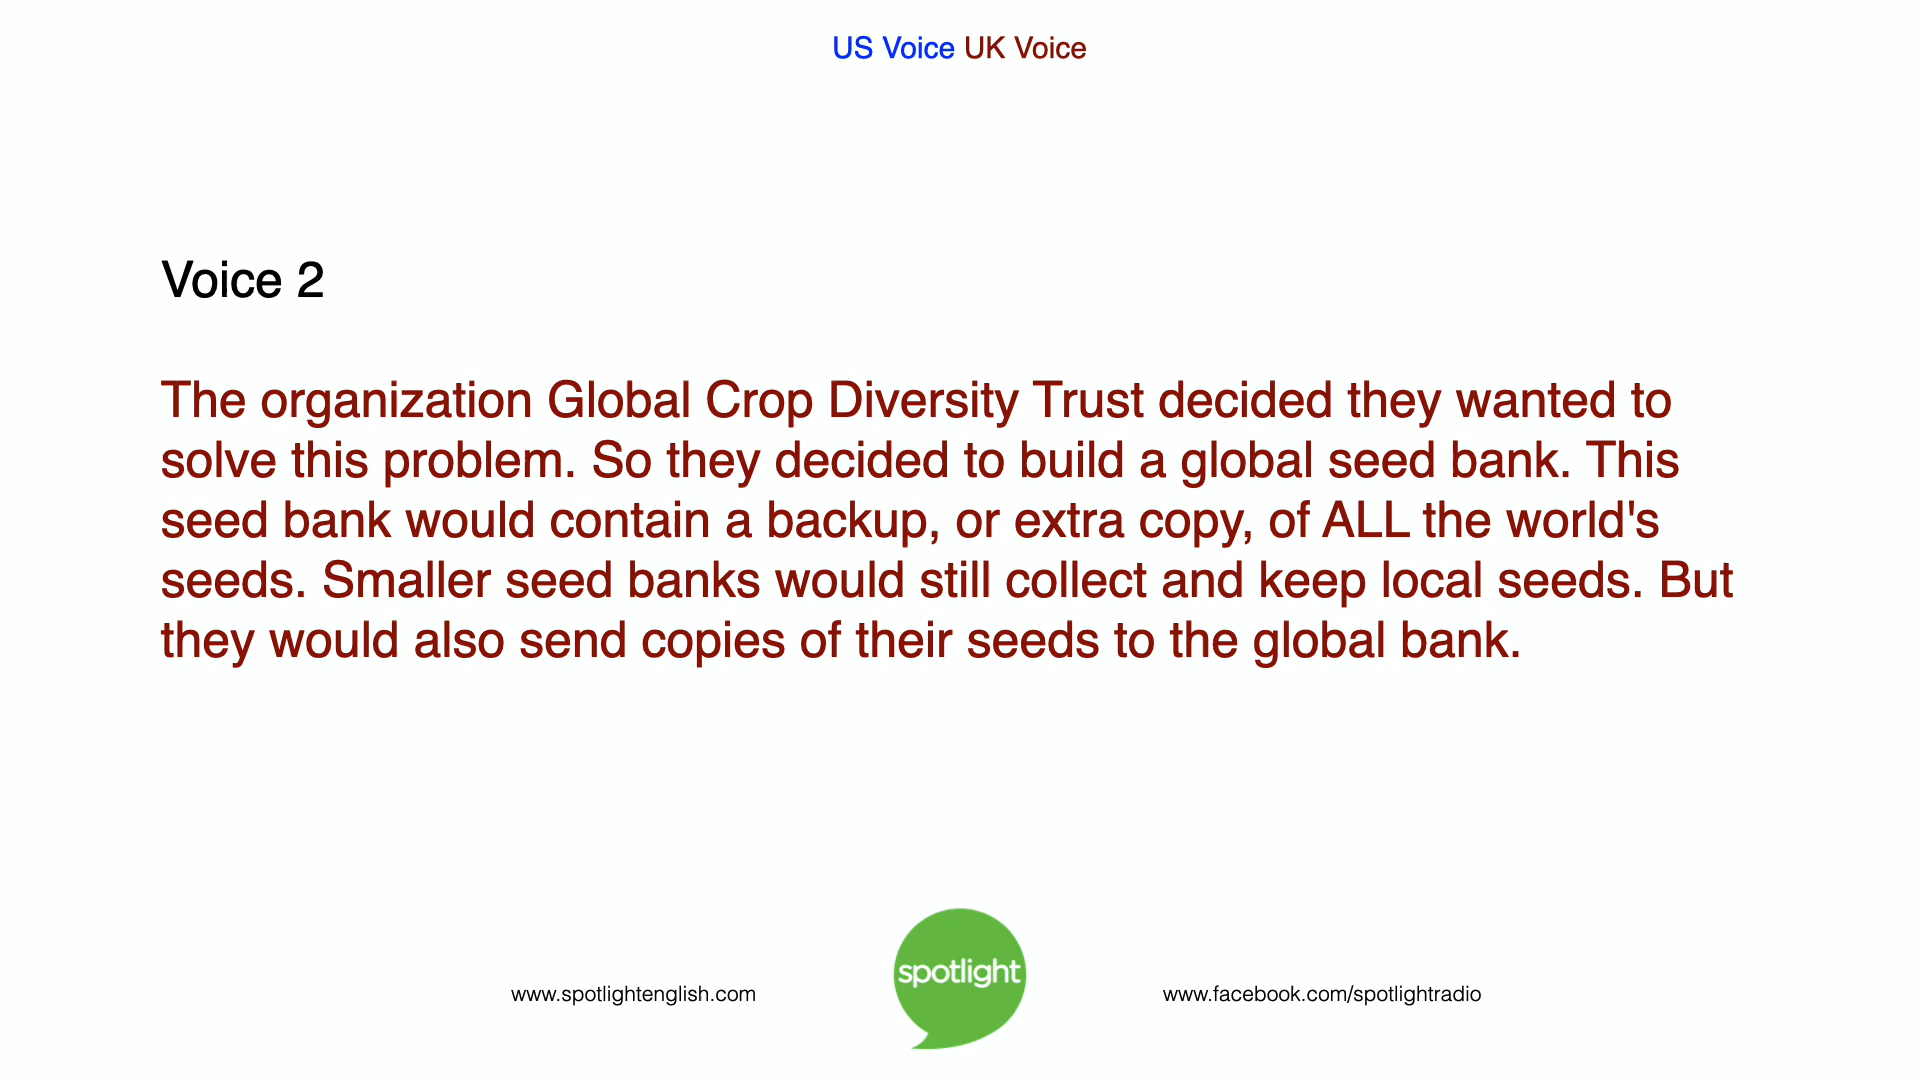 US Voice UK Voice
Voice 2
The organization Global Crop Diversity Trust decided they wanted to
solve this problem. So they decided to build a global seed bank. This
seed bank would contain a backup, or extra copy, of ALL the world's
seeds. Smaller seed banks would still collect and keep local seeds. But
they would also send copies of their seeds to the global bank.
www.spotlightenglish.com
spotlight
www.facebook.com/spotlightradio